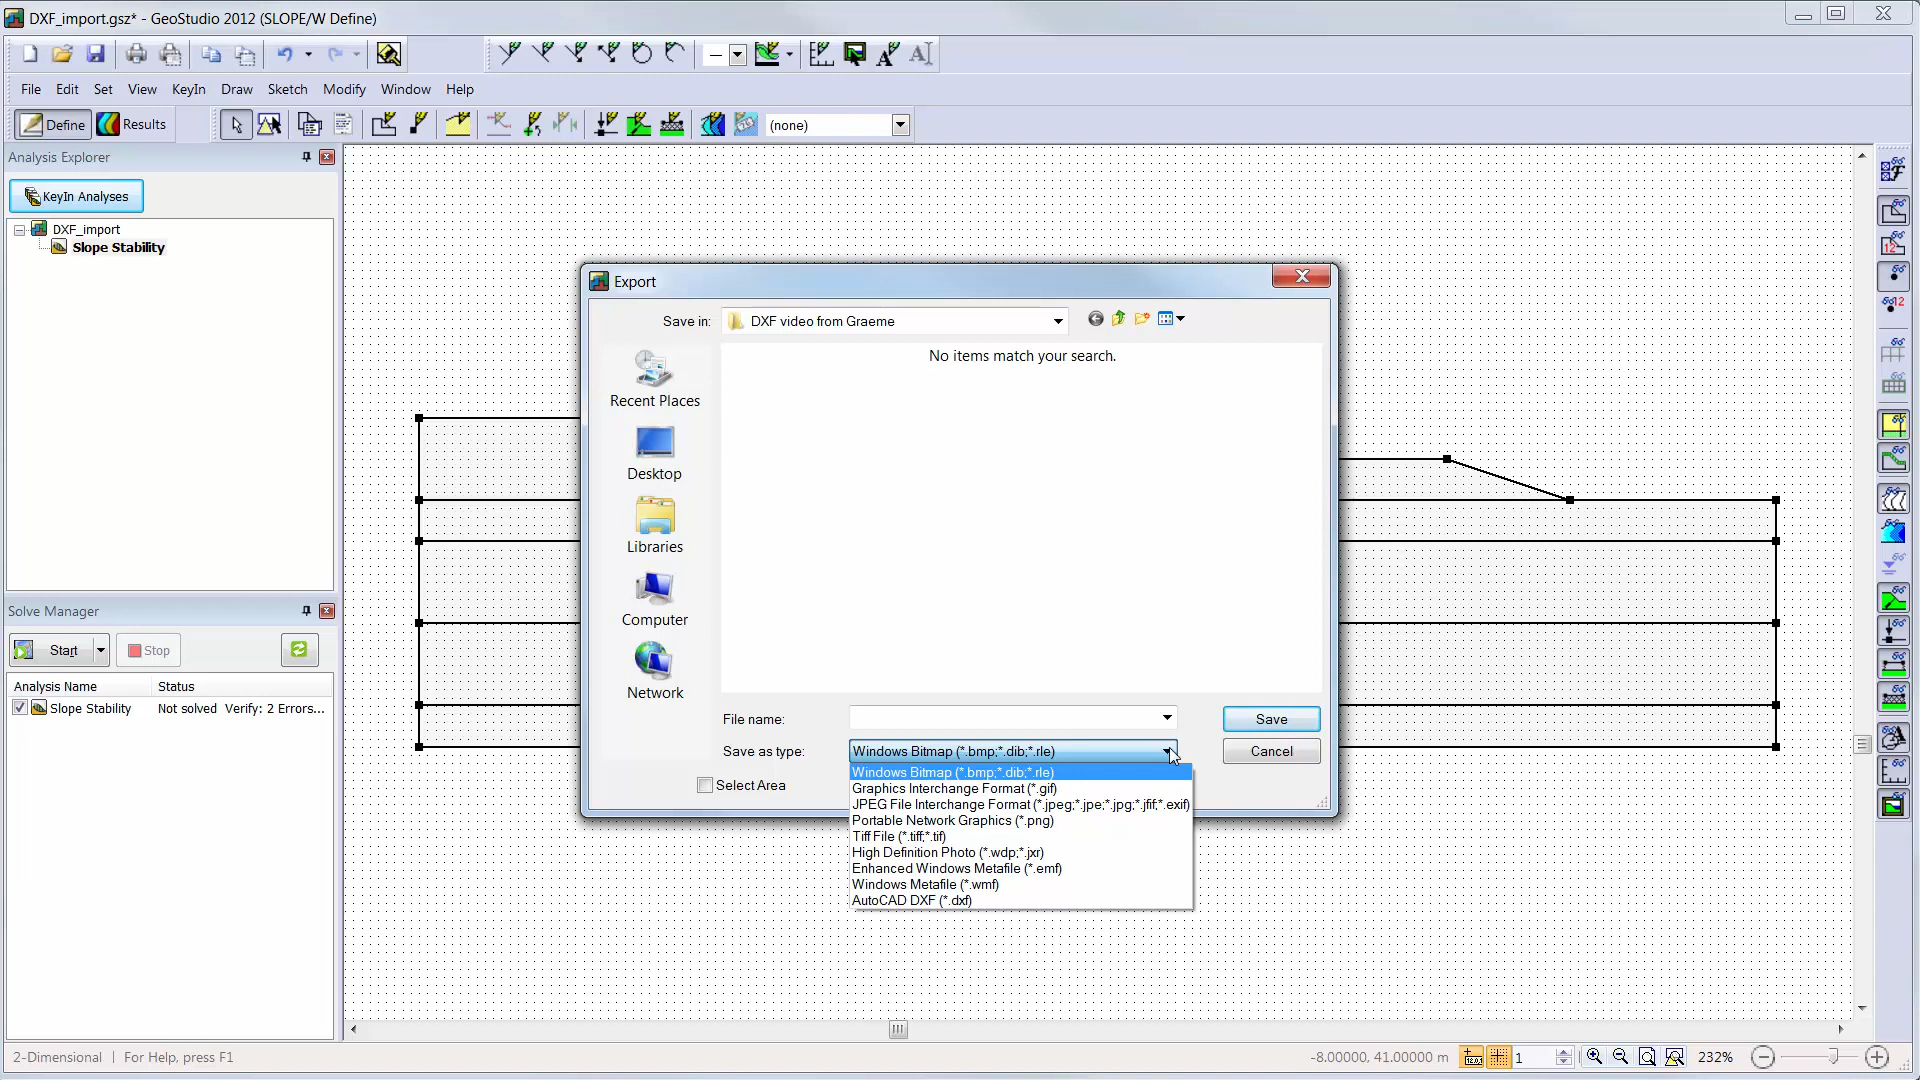 DXF_import.gsz* - GeoStudio 2012 (SLOPE/W Define)
File Edit Set View KeyIn Draw Sketch Modify Window Help
Define Results (none)
Analysis Explorer
KeyIn Analyses
DXF_import
Slope Stability
Export
Save in: DXF video from Graeme
No items match your search.
Recent Places
Desktop
Libraries
Computer
Network
File name: Save
Save as type: Windows Bitmap (*.bmp;*.dib;*.rle) Cancel
Select Area
Windows Bitmap (*.bmp;*.dib;*.rle)
Graphics Interchange Format (*.gif)
JPEG File Interchange Format (*.jpeg;*.jpe;*.jpg;*.jfif;*.exif)
Portable Network Graphics (*.png)
Tiff File (*.tiff;*.tif)
High Definition Photo (*.wdp;*.jxr)
Enhanced Windows Metafile (*.emf)
Windows Metafile (*.wmf)
AutoCAD DXF (*.dxf)
Solve Manager
Start Stop
Analysis Name Status
Slope Stability Not solved Verify: 2 Errors...
2-Dimensional For Help, press F1 -8.00000, 41.00000 m 1 232%